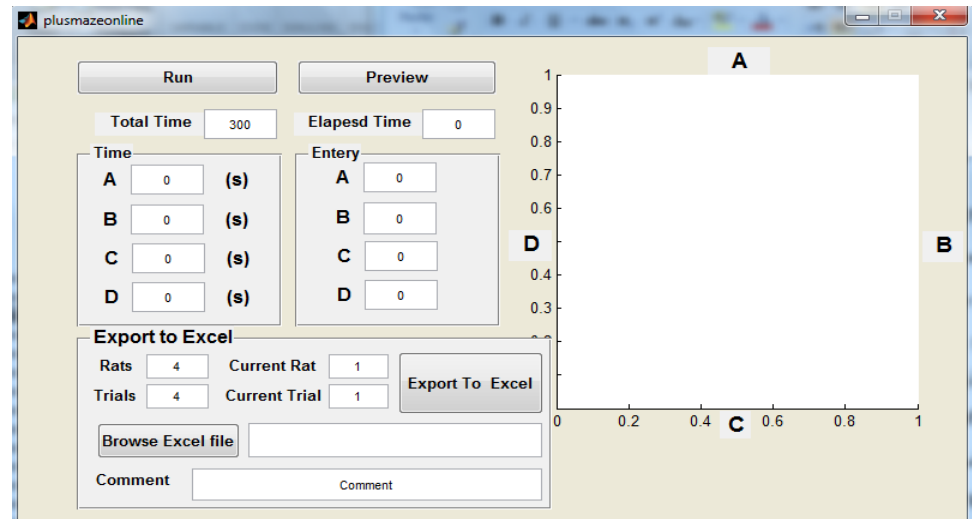 plusmazeonline
Run
Preview
Total Time 300
Elapesd Time 0
Time
A 0 (s)
B 0 (s)
C 0 (s)
D 0 (s)
Entery
A 0
B 0
C 0
D 0
Export to Excel
Rats 4 Current Rat 1
Trials 4 Current Trial 1
Export To Excel
Browse Excel file
Comment Comment
A
1
0.9
0.8
0.7
0.6
D
B
0.4
0.3
0 0.2 0.4 C 0.6 0.8 1